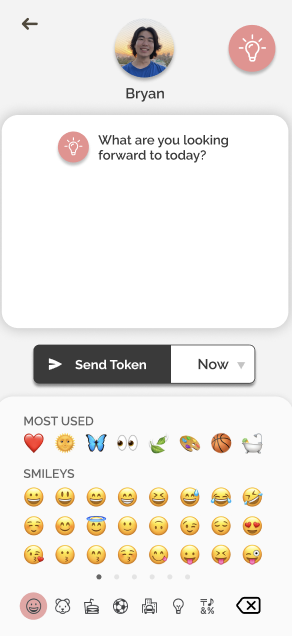 Bryan
What are you looking
forward to today?
Send Token
Now
MOST USED
SMILEYS